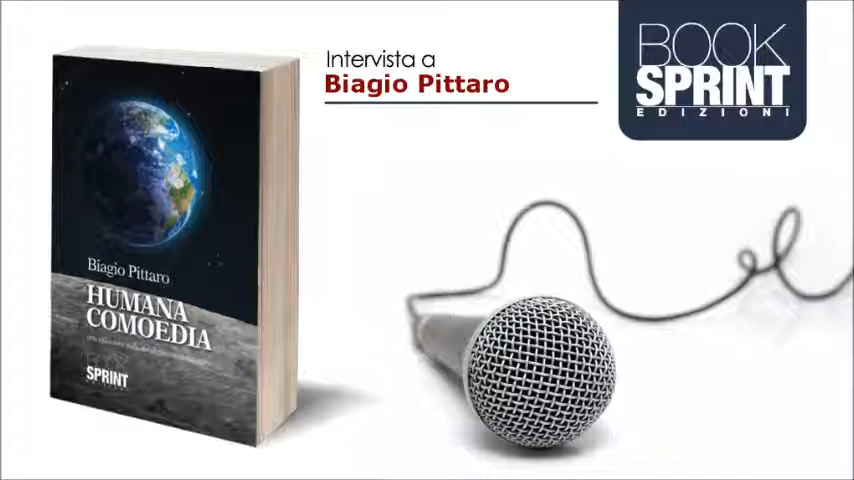 Intervista a
Biagio Pittaro
BOOK
SPRINT
EDIZIONI
Biagio Pittaro
HUMANA
COMOEDIA
SPRINT